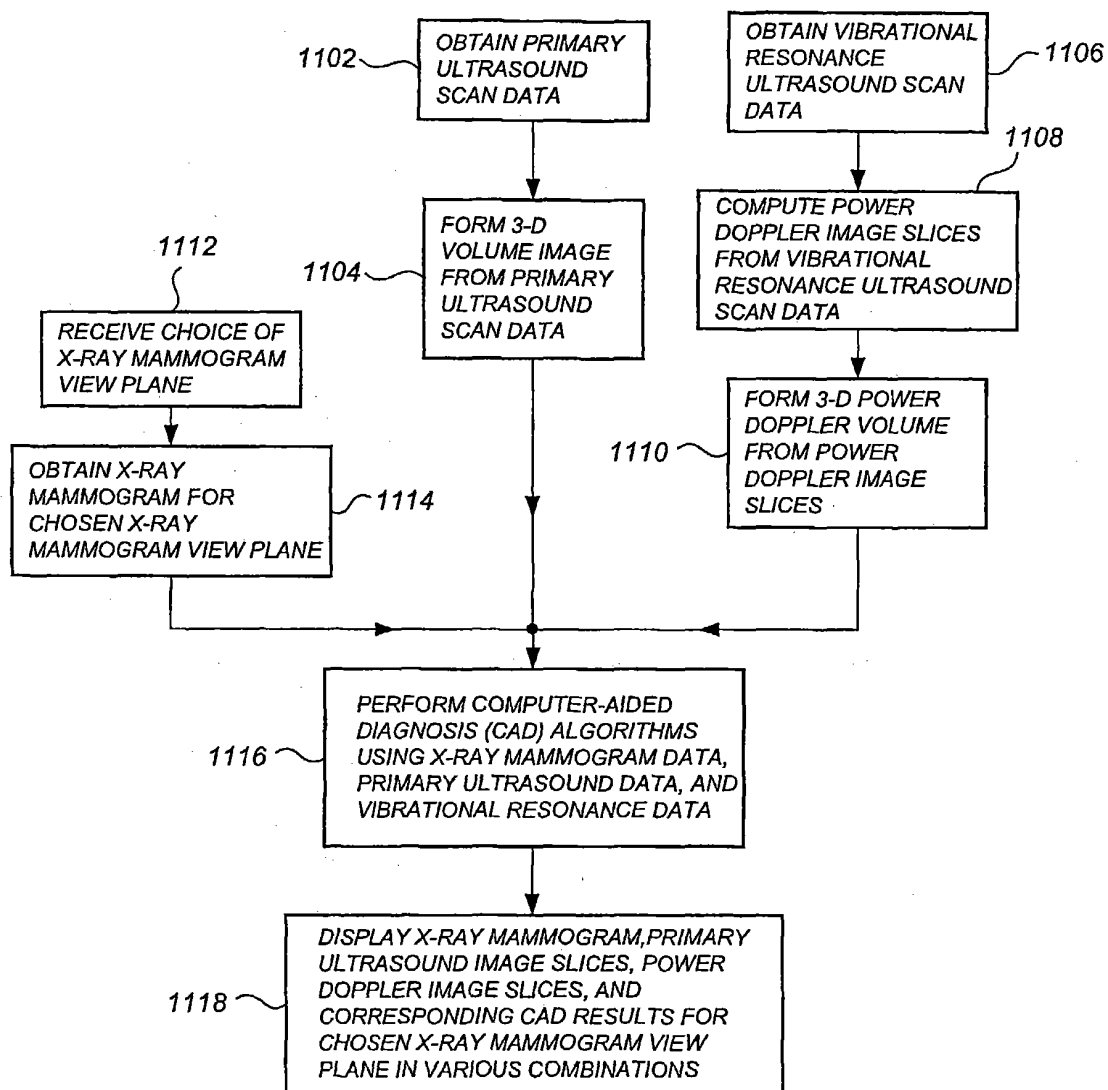 1102
OBTAIN PRIMARY
ULTRASOUND
SCAN DATA
OBTAIN VIBRATIONAL
RESONANCE
ULTRASOUND SCAN
DATA
1106
1104
FORM 3-D
VOLUME IMAGE
FROM PRIMARY
ULTRASOUND
SCAN DATA
1108
COMPUTE POWER
DOPPLER IMAGE SLICES
FROM VIBRATIONAL
RESONANCE ULTRASOUND
SCAN DATA
1112
RECEIVE CHOICE OF
X-RAY MAMMOGRAM
VIEW PLANE
1110
FORM 3-D POWER
DOPPLER VOLUME
FROM POWER
DOPPLER IMAGE
SLICES
OBTAIN X-RAY
MAMMOGRAM FOR
CHOSEN X-RAY
MAMMOGRAM VIEW PLANE
1114
1116
PERFORM COMPUTER-AIDED
DIAGNOSIS (CAD) ALGORITHMS
USING X-RAY MAMMOGRAM DATA,
PRIMARY ULTRASOUND DATA, AND
VIBRATIONAL RESONANCE DATA
1118
DISPLAY X-RAY MAMMOGRAM,PRIMARY
ULTRASOUND IMAGE SLICES, POWER
DOPPLER IMAGE SLICES, AND
CORRESPONDING CAD RESULTS FOR
CHOSEN X-RAY MAMMOGRAM VIEW
PLANE IN VARIOUS COMBINATIONS